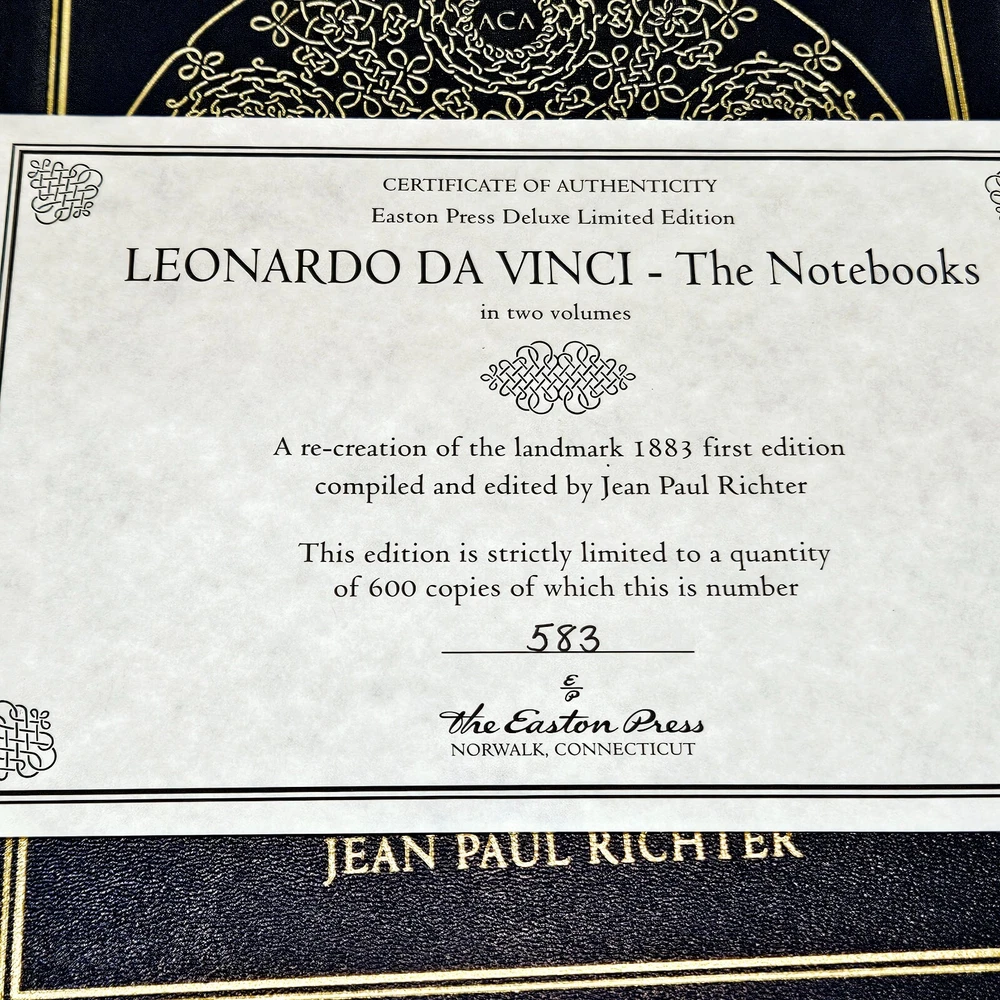 ACA
CERTIFICATE OF AUTHENTICITY
Easton Press Deluxe Limited Edition
LEONARDO DA VINCI - The Notebooks
in two volumes
A re-creation of the landmark 1883 first edition
compiled and edited by Jean Paul Richter
This edition is strictly limited to a quantity
of 600 copies of which this is number
583
E
P
The Easton Press
NORWALK, CONNECTICUT
JEAN PAUL RICHTER